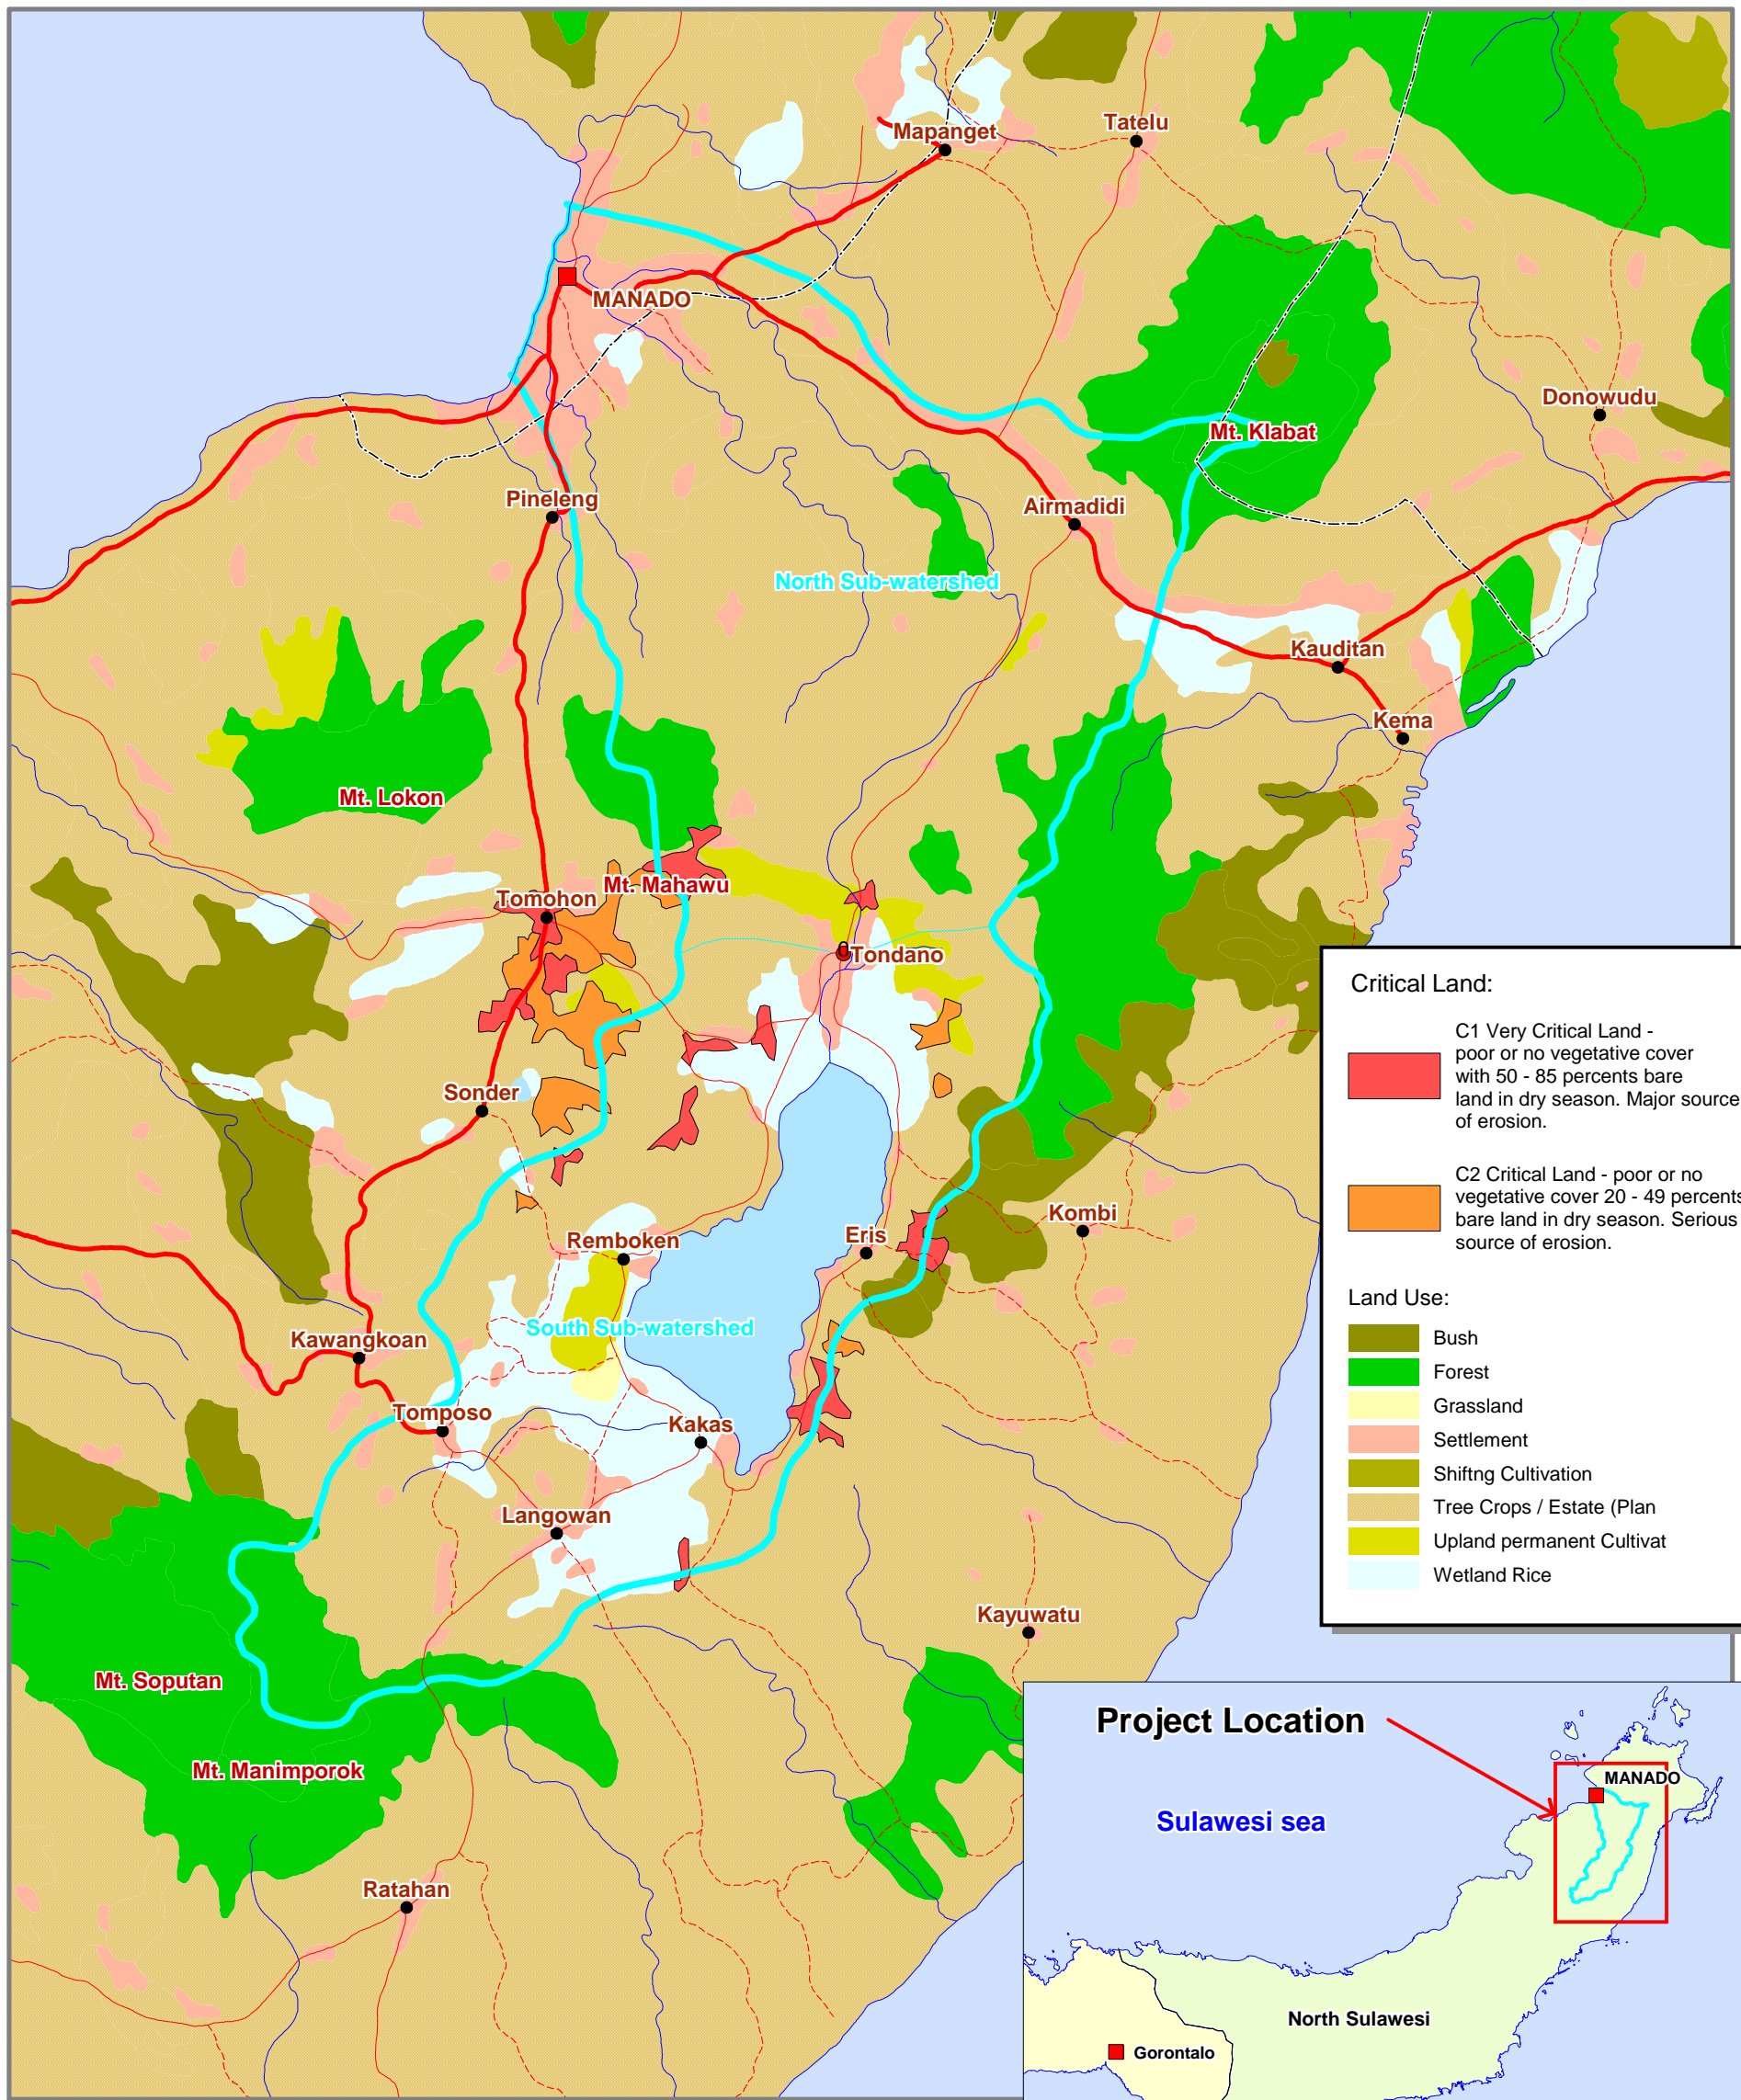 Mapanget
Tatelu
MANADO
Donowudu
Mt. Klabat
Pineleng
Airmadidi
North Sub-watershed
Kauditan
Kema
Mt. Lokon
Mt. Mahawu
Tomohon
Tondano
Sonder
Kombi
Eris
Remboken
South Sub-watershed
Kawangkoan
Tomposo
Kakas
Langowan
Kayuwatu
Mt. Soputan
Mt. Manimporok
Ratahan
Critical Land:
C1 Very Critical Land -
poor or no vegetative cover
with 50 - 85 percents bare
land in dry season. Major source
of erosion.
C2 Critical Land - poor or no
vegetative cover 20 - 49 percents
bare land in dry season. Serious
source of erosion.
Land Use:
Bush
Forest
Grassland
Settlement
Shiftng Cultivation
Tree Crops / Estate (Plan
Upland permanent Cultivat
Wetland Rice
Project Location
MANADO
Sulawesi sea
North Sulawesi
Gorontalo